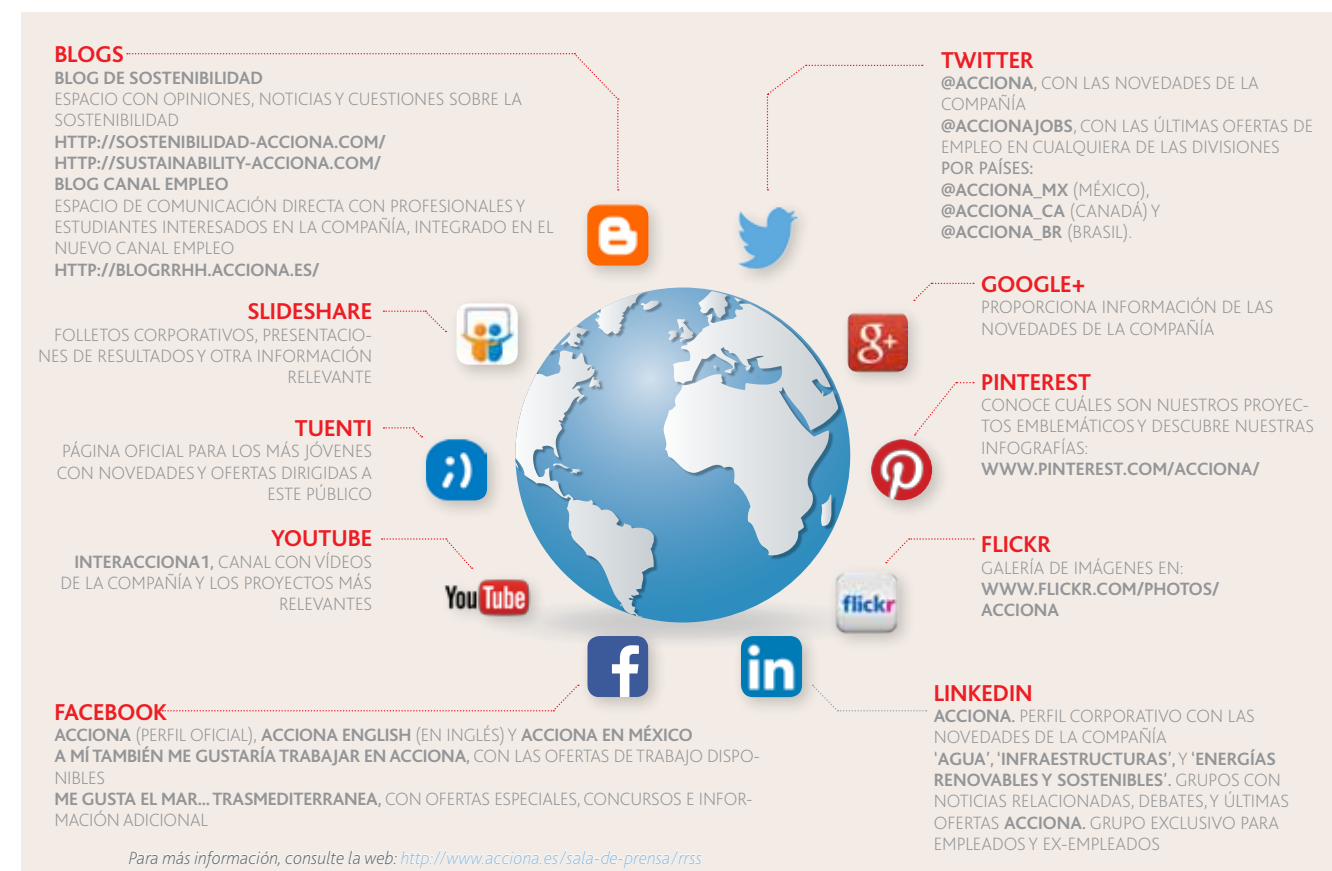 BLOGS
BLOG DE SOSTENIBILIDAD
ESPACIO CON OPINIONES, NOTICIAS Y CUESTIONES SOBRE LA
SOSTENIBILIDAD
HTTP://SOSTENIBILIDAD-ACCIONA.COM/
HTTP://SUSTAINABILITY-ACCIONA.COM/
BLOG CANAL EMPLEO
ESPACIO DE COMUNICACIÓN DIRECTA CON PROFESIONALES Y
ESTUDIANTES INTERESADOS EN LA COMPAÑÍA, INTEGRADO EN EL
NUEVO CANAL EMPLEO
HTTP://BLOGRRHH.ACCIONA.ES/
SLIDESHARE
FOLLETOS CORPORATIVOS, PRESENTACIO-
NES DE RESULTADOS Y OTRA INFORMACIÓN
RELEVANTE
TUENTI
PÁGINA OFICIAL PARA LOS MÁS JÓVENES
CON NOVEDADES Y OFERTAS DIRIGIDAS A
ESTE PÚBLICO
;)
YOUTUBE
INTERACCIONA1, CANAL CON VÍDEOS
DE LA COMPAÑÍA Y LOS PROYECTOS MÁS
RELEVANTES
YouTube
FACEBOOK
ACCIONA (PERFIL OFICIAL), ACCIONA ENGLISH (EN INGLÉS) Y ACCIONA EN MÉXICO
A MÍ TAMBIÉN ME GUSTARÍA TRABAJAR EN ACCIONA, CON LAS OFERTAS DE TRABAJO DISPO-
NIBLES
ME GUSTA EL MAR... TRASMEDITERRANEA, CON OFERTAS ESPECIALES, CONCURSOS E INFOR-
MACIÓN ADICIONAL
f
Para más información, consulte la web: http://www.acciona.es/sala-de-prensa/rrss
TWITTER
@ACCIONA, CON LAS NOVEDADES DE LA
COMPAÑÍA
@ACCIONAJOBS, CON LAS ÚLTIMAS OFERTAS DE
EMPLEO EN CUALQUIERA DE LAS DIVISIONES
POR PAÍSES:
@ACCIONA_MX (MÉXICO),
@ACCIONA_CA (CANADÁ) Y
@ACCIONA_BR (BRASIL).
GOOGLE+
PROPORCIONA INFORMACIÓN DE LAS
NOVEDADES DE LA COMPAÑÍA
g+
PINTEREST
CONOCE CUÁLES SON NUESTROS PROYEC-
TOS EMBLEMÁTICOS Y DESCUBRE NUESTRAS
INFOGRAFÍAS:
WWW.PINTEREST.COM/ACCIONA/
FLICKR
GALERÍA DE IMÁGENES EN:
WWW.FLICKR.COM/PHOTOS/
ACCIONA
flickr
LINKEDIN
ACCIONA. PERFIL CORPORATIVO CON LAS
NOVEDADES DE LA COMPAÑÍA
'AGUA', 'INFRAESTRUCTURAS', Y 'ENERGÍAS
RENOVABLES Y SOSTENIBLES'. GRUPOS CON
NOTICIAS RELACIONADAS, DEBATES, Y ÚLTIMAS
OFERTAS ACCIONA. GRUPO EXCLUSIVO PARA
EMPLEADOS Y EX-EMPLEADOS
in